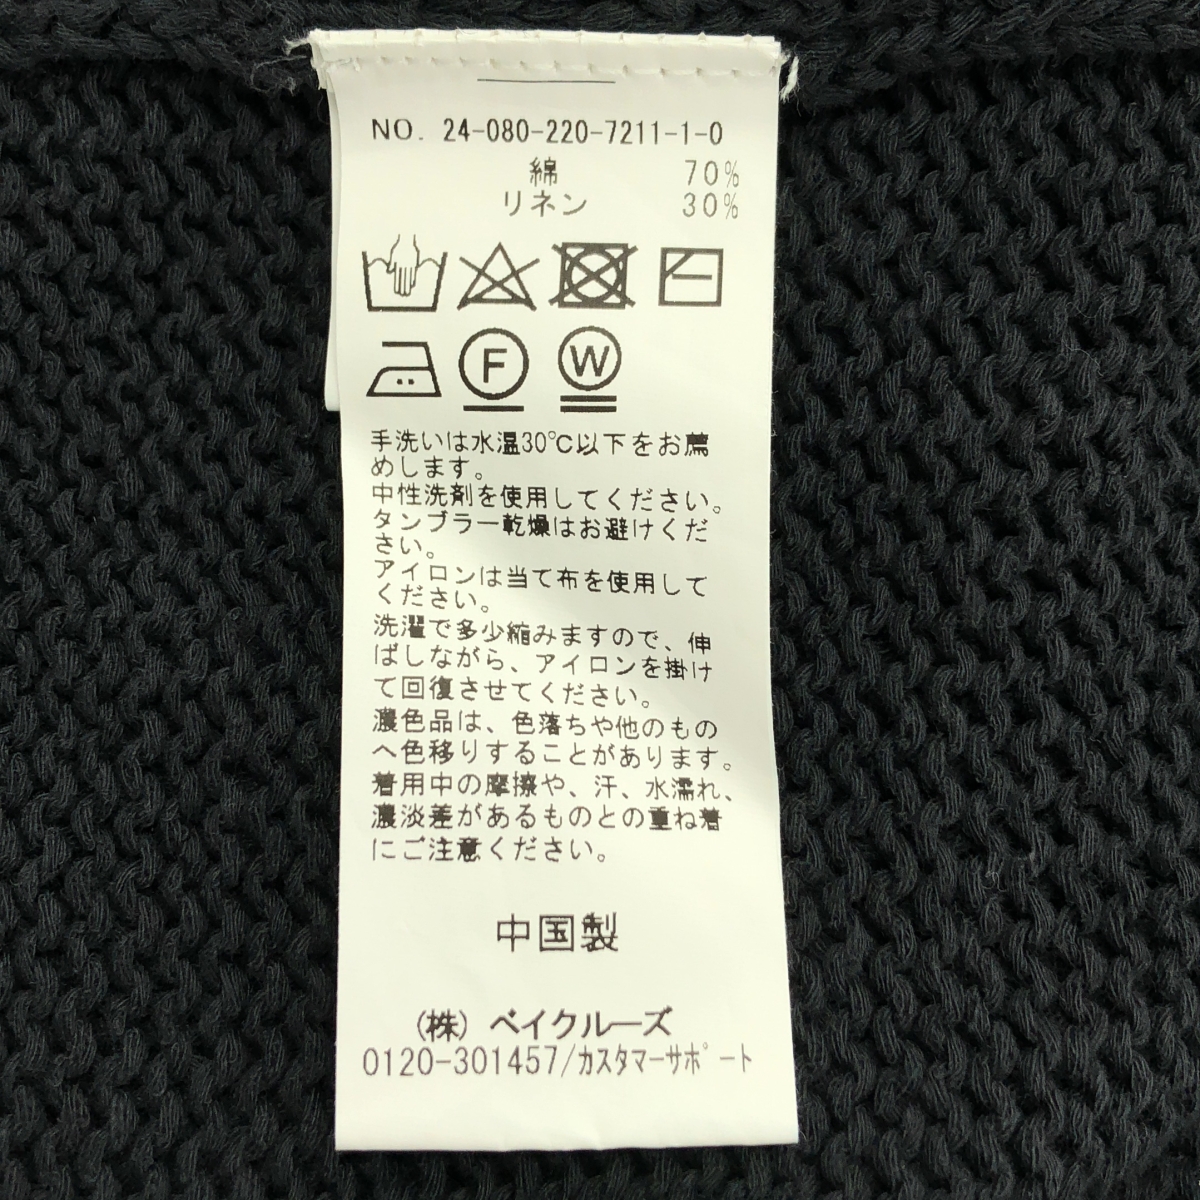 NO. 24-080-220-7211-1-0
綿 70%
リネン 30%
F W
手洗いは水温30℃以下をお薦
めします。
中性洗剤を使用してください。
タンブラー乾燥はお避けくだ
さい。
アイロンは当て布を使用して
ください。
洗濯で多少縮みますので、伸
ばしながら、アイロンを掛け
て回復させてください。
濃色品は、色落ちや他のもの
へ色移りすることがあります。
着用中の摩擦や、汗、水濡れ、
濃淡差があるものとの重ね着
にご注意ください。
中国製
(株) ベイクルーズ
0120-301457/カスタマーサポート